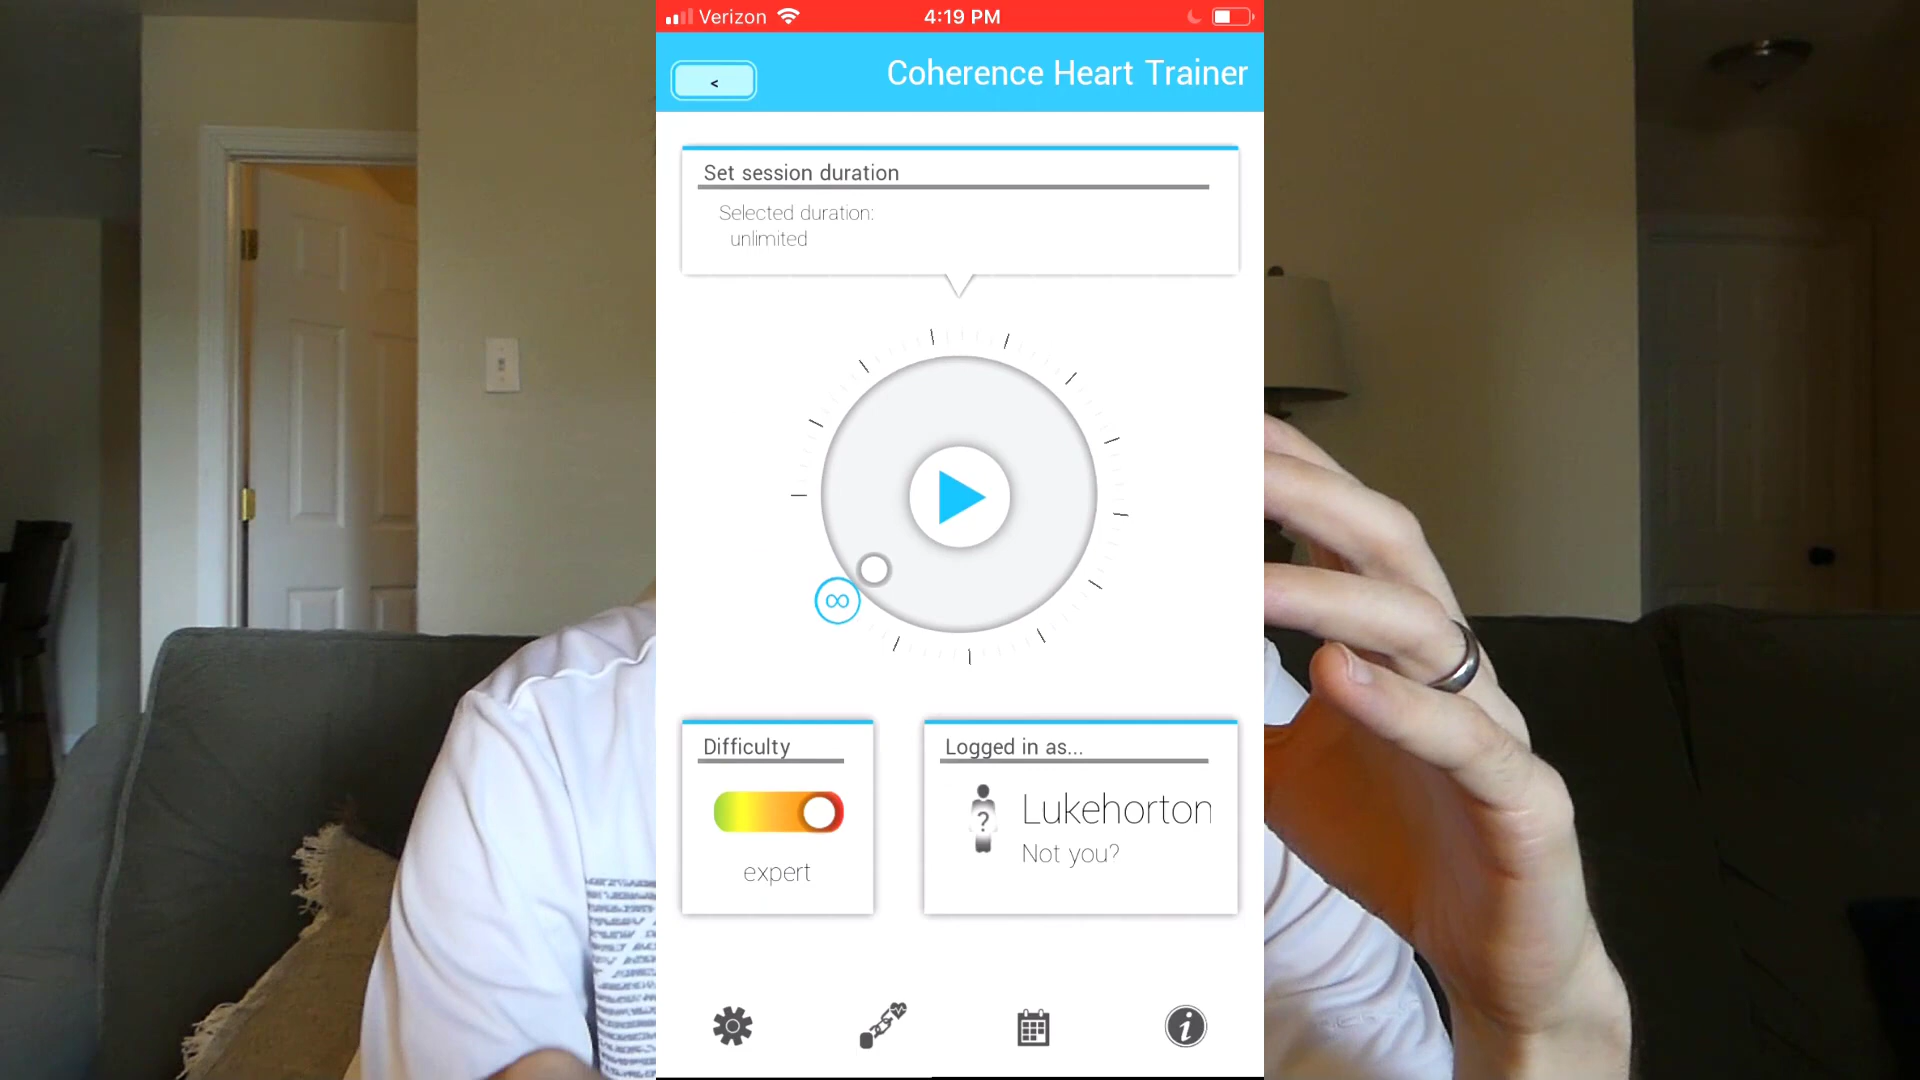 Verizon 4:19 PM
< Coherence Heart Trainer
Set session duration
Selected duration:
unlimited
∞
Difficulty
expert
Logged in as...
?
Lukehorton
Not you?
i